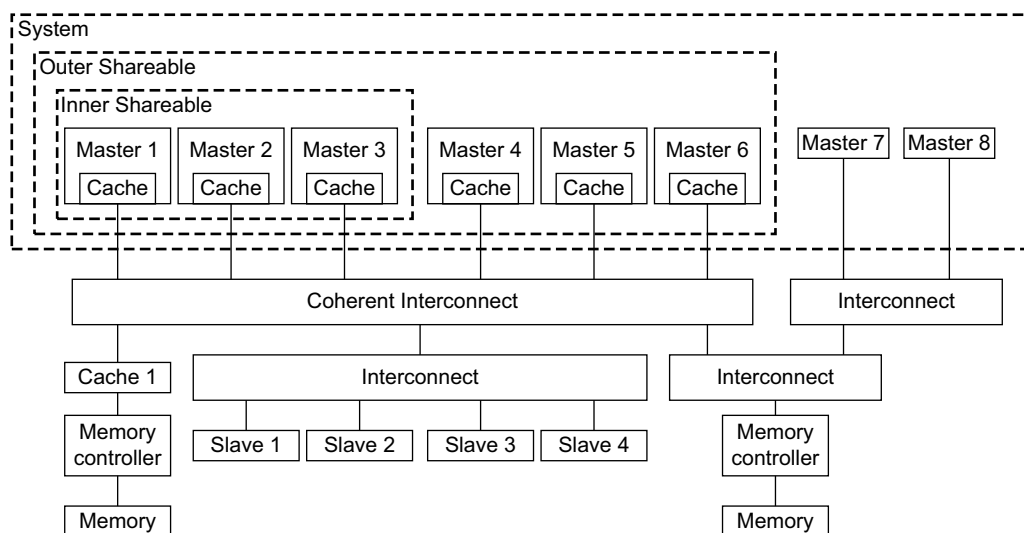 System
Outer Shareable
Inner Shareable
Master 1
Master 2
Master 3
Master 4
Master 5
Master 6
Master 7
Master 8
Cache
Cache
Cache
Cache
Cache
Cache
Coherent Interconnect
Interconnect
Cache 1
Interconnect
Interconnect
Memory
controller
Slave 1
Slave 2
Slave 3
Slave 4
Memory
controller
Memory
Memory